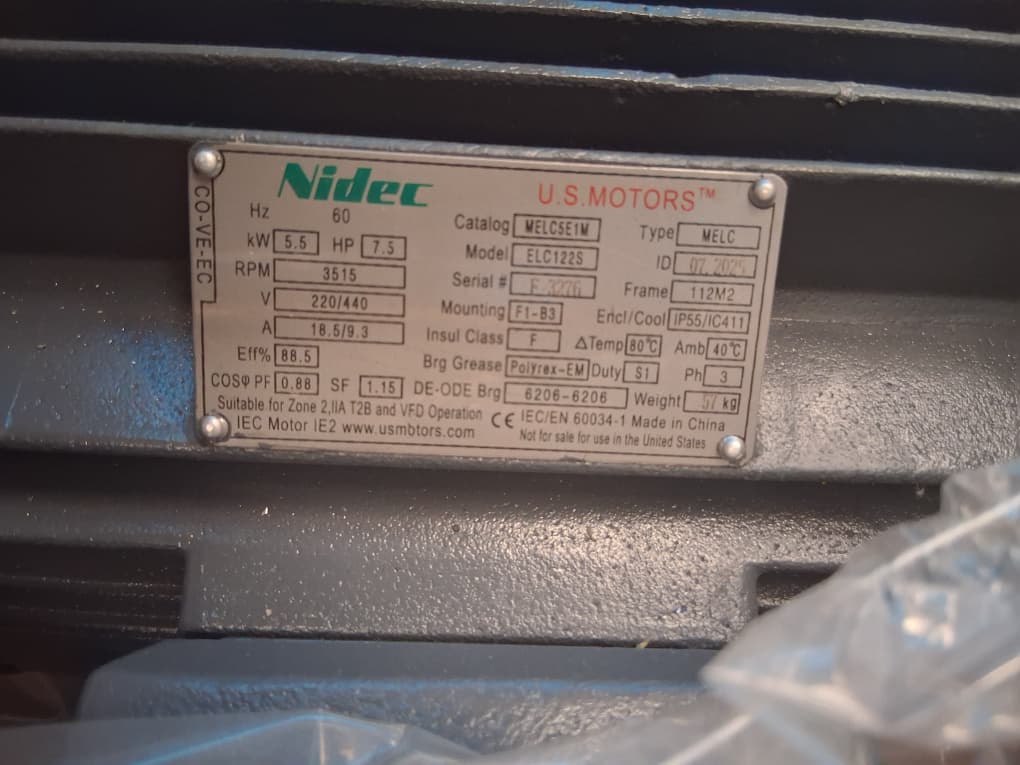 Nidec U.S.MOTORS™
CO-VE-EC
Hz 60
kW 5.5 HP 7.5
RPM 3515
V 220/440
A 18.5/9.3
Eff% 88.5
COSΦ PF 0.88 SF 1.15
Catalog MELC5E1M Type MELC
Model ELC122S ID 07.2025
Serial # Frame 112M2
Mounting F1-B3 Encl/Cool IP55/IC411
Insul Class F ΔTemp 80℃ Amb 40℃
Brg Grease Polyrex-EM Duty S1 Ph 3
DE-ODE Brg 6206-6206 Weight kg
Suitable for Zone 2,IIA T2B and VFD Operation
IEC Motor IE2 www.usmbtors.com
CE IEC/EN 60034-1 Made in China
Not for sale for use in the United States